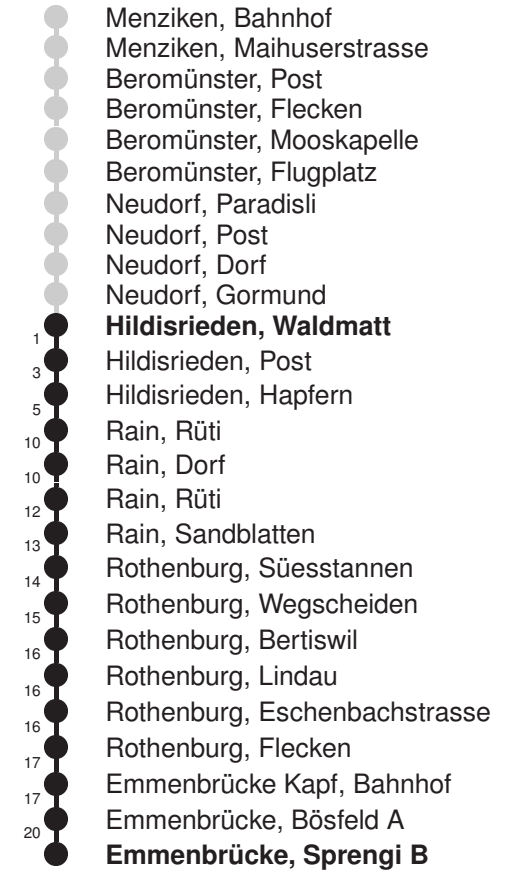 Menziken, Bahnhof
Menziken, Maihuserstrasse
Beromünster, Post
Beromünster, Flecken
Beromünster, Mooskapelle
Beromünster, Flugplatz
Neudorf, Paradisli
Neudorf, Post
Neudorf, Dorf
Neudorf, Gormund
Hildisrieden, Waldmatt
1
Hildisrieden, Post
3
Hildisrieden, Hapfern
5
Rain, Rüti
10
Rain, Dorf
10
Rain, Rüti
12
Rain, Sandblatten
13
Rothenburg, Süesstannen
14
Rothenburg, Wegscheiden
15
Rothenburg, Bertiswil
16
Rothenburg, Lindau
16
Rothenburg, Eschenbachstrasse
16
Rothenburg, Flecken
17
Emmenbrücke Kapf, Bahnhof
17
Emmenbrücke, Bösfeld A
20
Emmenbrücke, Sprengi B